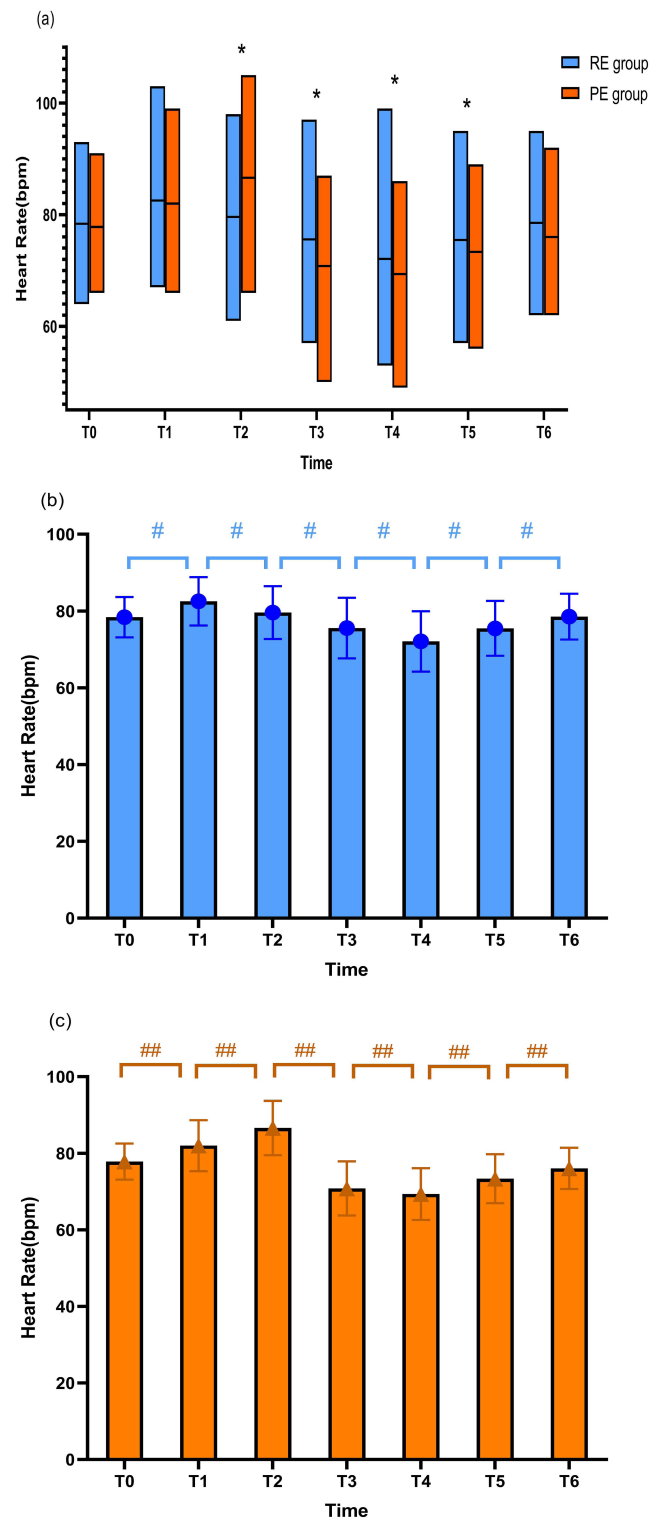 (a)
* * * * *
RE group
PE group
Heart Rate(bpm)
100
80
60
T0 T1 T2 T3 T4 T5 T6
Time
(b)
# # # # # #
Heart Rate(bpm)
100
80
60
40
20
0
T0 T1 T2 T3 T4 T5 T6
Time
(c)
## ## ## ## ## ##
Heart Rate(bpm)
100
80
60
40
20
0
T0 T1 T2 T3 T4 T5 T6
Time